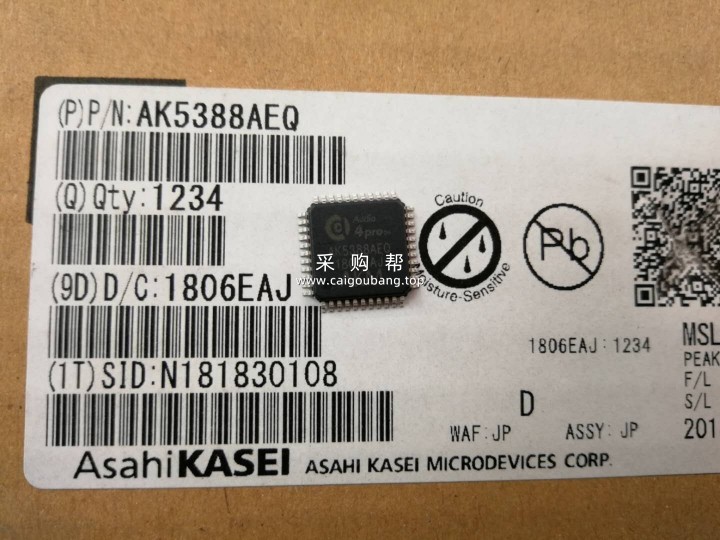 (P)P/N:AK5388AEQ
(Q)Qty:1234
(9D)D/C:1806EAJ
(1T)SID:N181830108
AsahiKASEI
ASAHI KASEI MICRODEVICES CORP.
Audio
4pro
AK5388AEQ
采购帮
www.caigoubang.top
Caution
Moisture-Sensitive
Pb
1806EAJ:1234
D
WAF:JP
ASSY:JP
MSL
PEAK
F/L
S/L
201